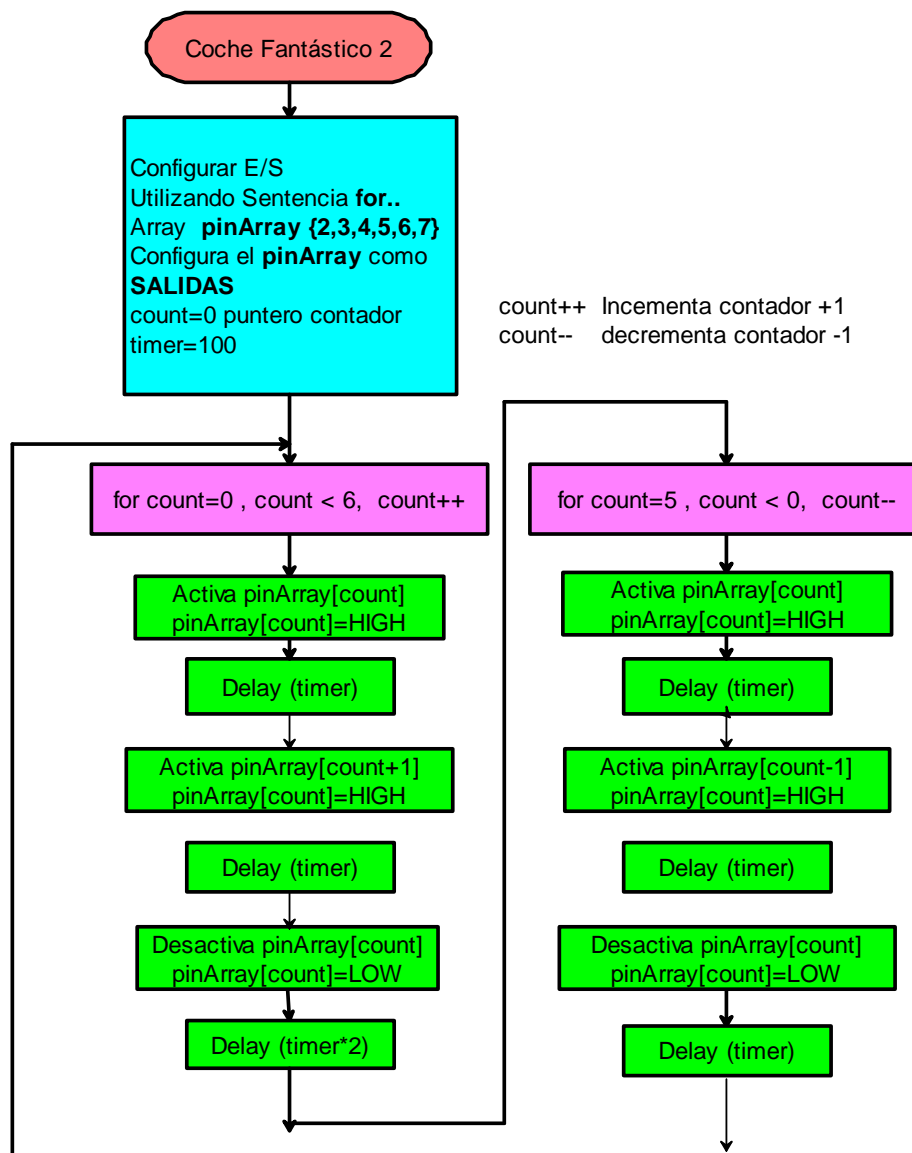 Coche Fantástico 2
Configurar E/S
Utilizando Sentencia for..
Array pinArray {2,3,4,5,6,7}
Configura el pinArray como
SALIDAS
count=0 puntero contador
timer=100
count++ Incementa contador +1
count-- decrementa contador -1
for count=0 , count < 6, count++
Activa pinArray[count]
pinArray[count]=HIGH
Delay (timer)
Activa pinArray[count+1]
pinArray[count]=HIGH
Delay (timer)
Desactiva pinArray[count]
pinArray[count]=LOW
Delay (timer*2)
for count=5 , count < 0, count--
Activa pinArray[count]
pinArray[count]=HIGH
Delay (timer)
Activa pinArray[count-1]
pinArray[count]=HIGH
Delay (timer)
Desactiva pinArray[count]
pinArray[count]=LOW
Delay (timer)